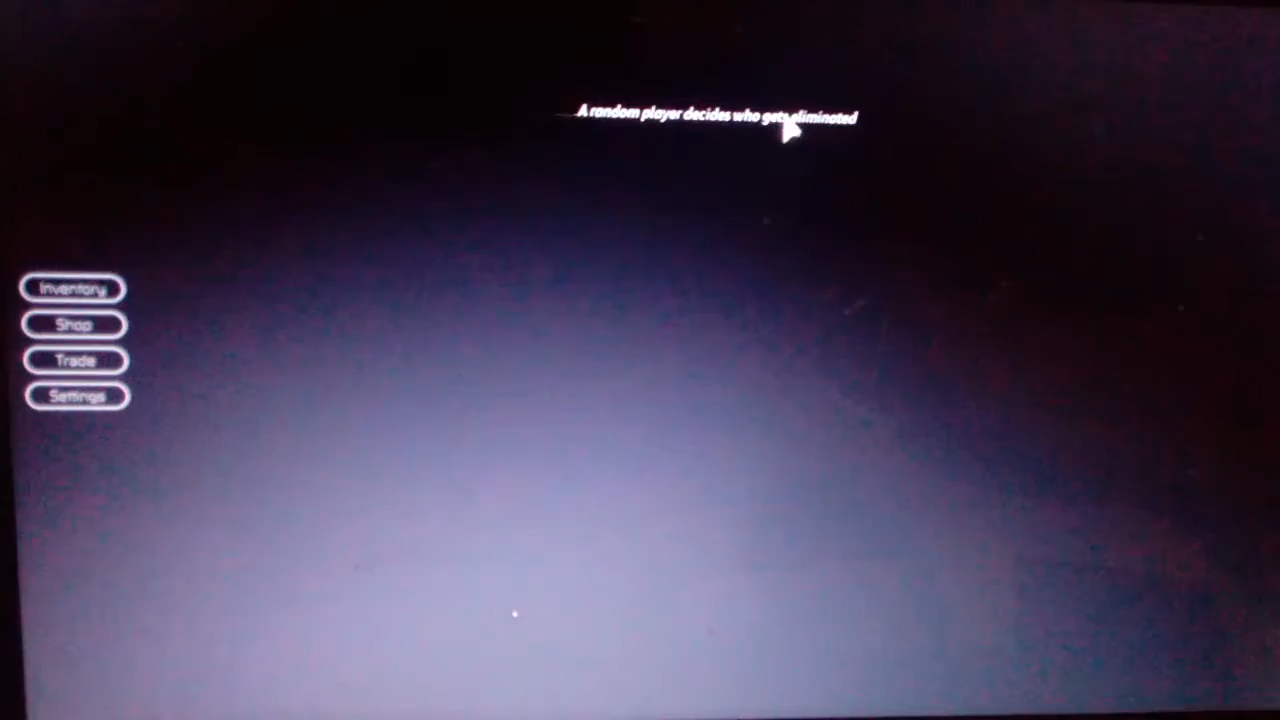 A random player decides who gets eliminated
Inventory
Shop
Trade
Settings